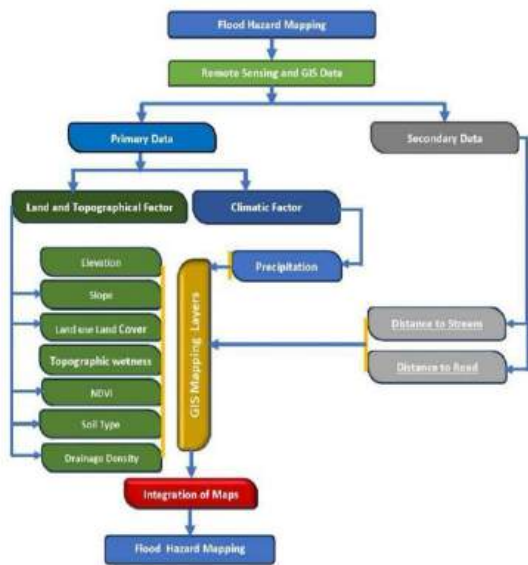 Flood Hazard Mapping
Remote Sensing and GIS Data
Primary Data
Secondary Data
Land and Topographical Factor
Climatic Factor
Elevation
Slope
Land use Land Cover
Topographic wetness
NDVI
Soil Type
Drainage Density
GIS Mapping Layers
Precipitation
Distance to Stream
Distance to Road
Integration of Maps
Flood Hazard Mapping